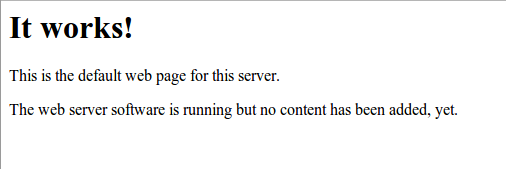 It works!
This is the default web page for this server.
The web server software is running but no content has been added, yet.